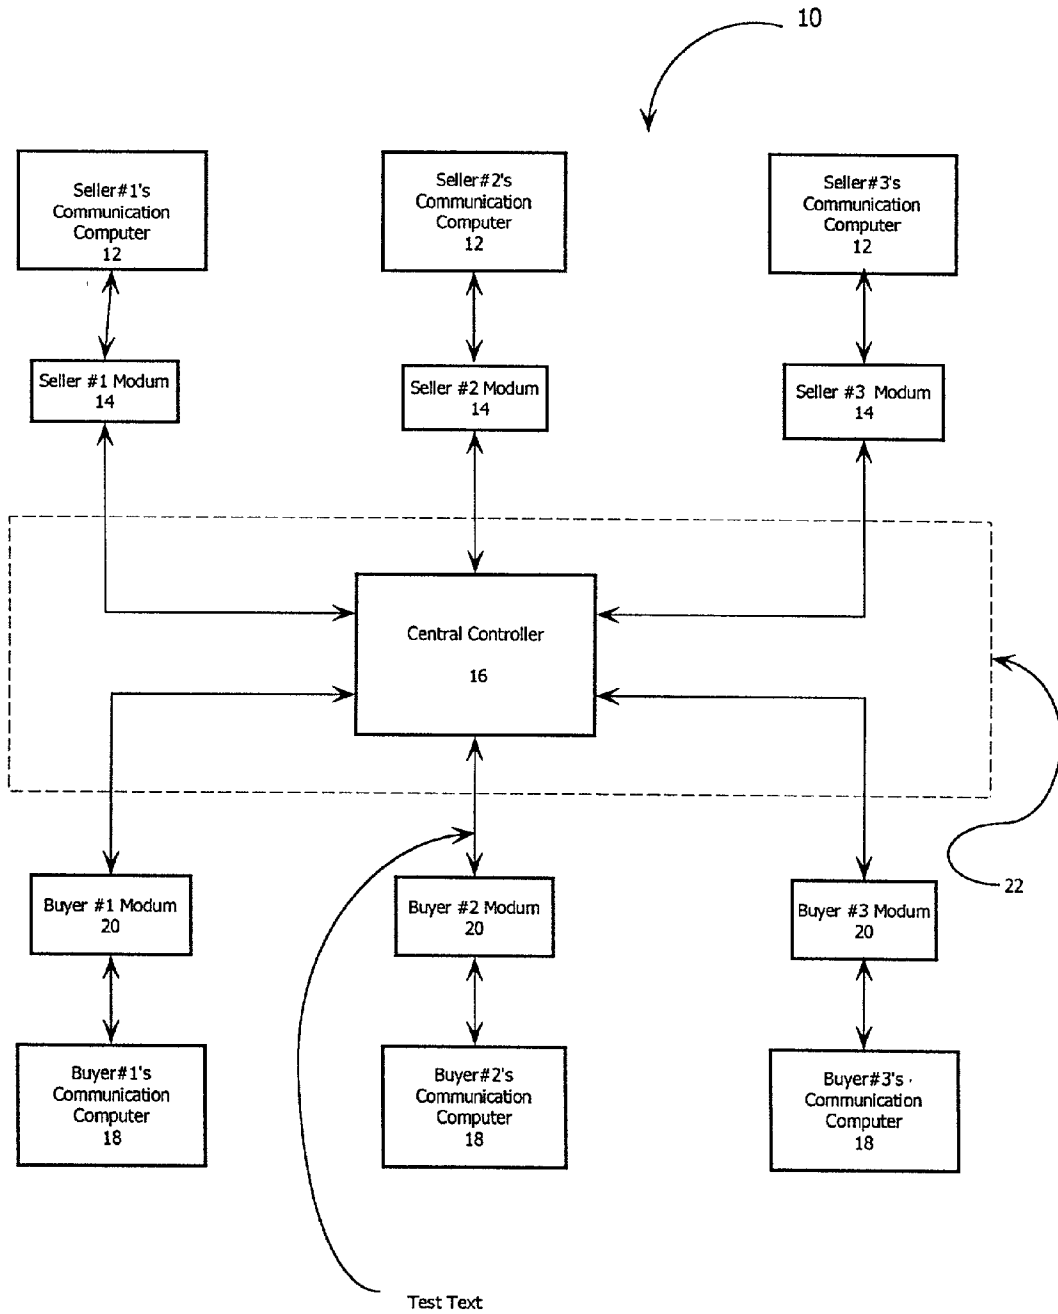 10
Seller#1's
Communication
Computer
12
Seller#2's
Communication
Computer
12
Seller#3's
Communication
Computer
12
Seller #1 Modum
14
Seller #2 Modum
14
Seller #3 Modum
14
Central Controller
16
22
Buyer #1 Modum
20
Buyer #2 Modum
20
Buyer #3 Modum
20
Buyer#1's
Communication
Computer
18
Buyer#2's
Communication
Computer
18
Buyer#3's
Communication
Computer
18
Test Text